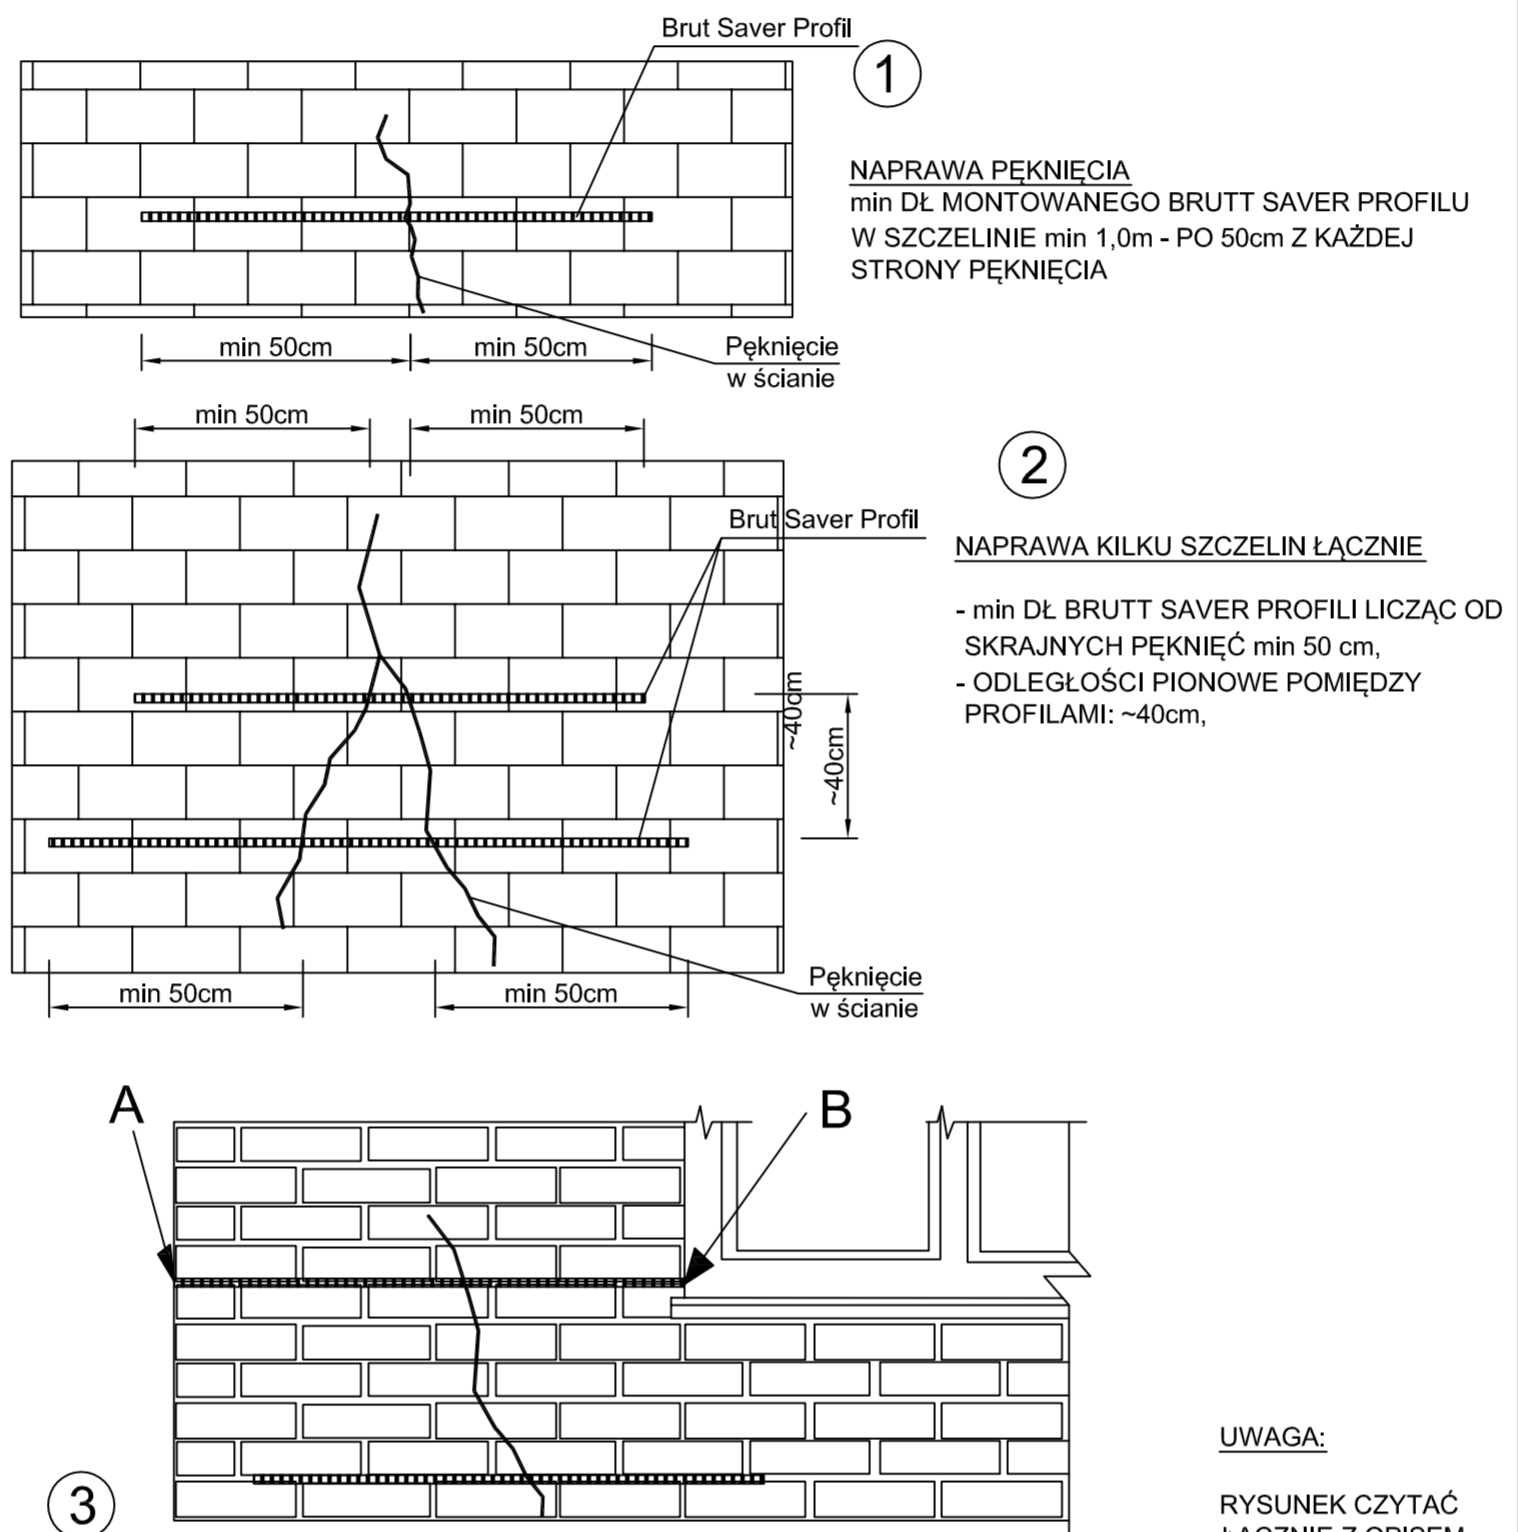 Brut Saver Profil
1
NAPRAWA PĘKNIĘCIA
min DŁ MONTOWANEGO BRUTT SAVER PROFILU
W SZCZELINIE min 1,0m - PO 50cm Z KAŻDEJ
STRONY PĘKNIĘCIA
min 50cm
min 50cm
Pęknięcie
w ścianie
min 50cm
min 50cm
2
Brut Saver Profil
NAPRAWA KILKU SZCZELIN ŁĄCZNIE
- min DŁ BRUTT SAVER PROFILI LICZĄC OD
SKRAJNYCH PĘKNIĘĆ min 50 cm,
- ODLEGŁOŚCI PIONOWE POMIĘDZY
PROFILAMI: ~40cm,
~40cm
~40cm
min 50cm
min 50cm
Pęknięcie
w ścianie
A
B
3
UWAGA:
RYSUNEK CZYTAĆ
ŁĄCZNIE Z OPISEM